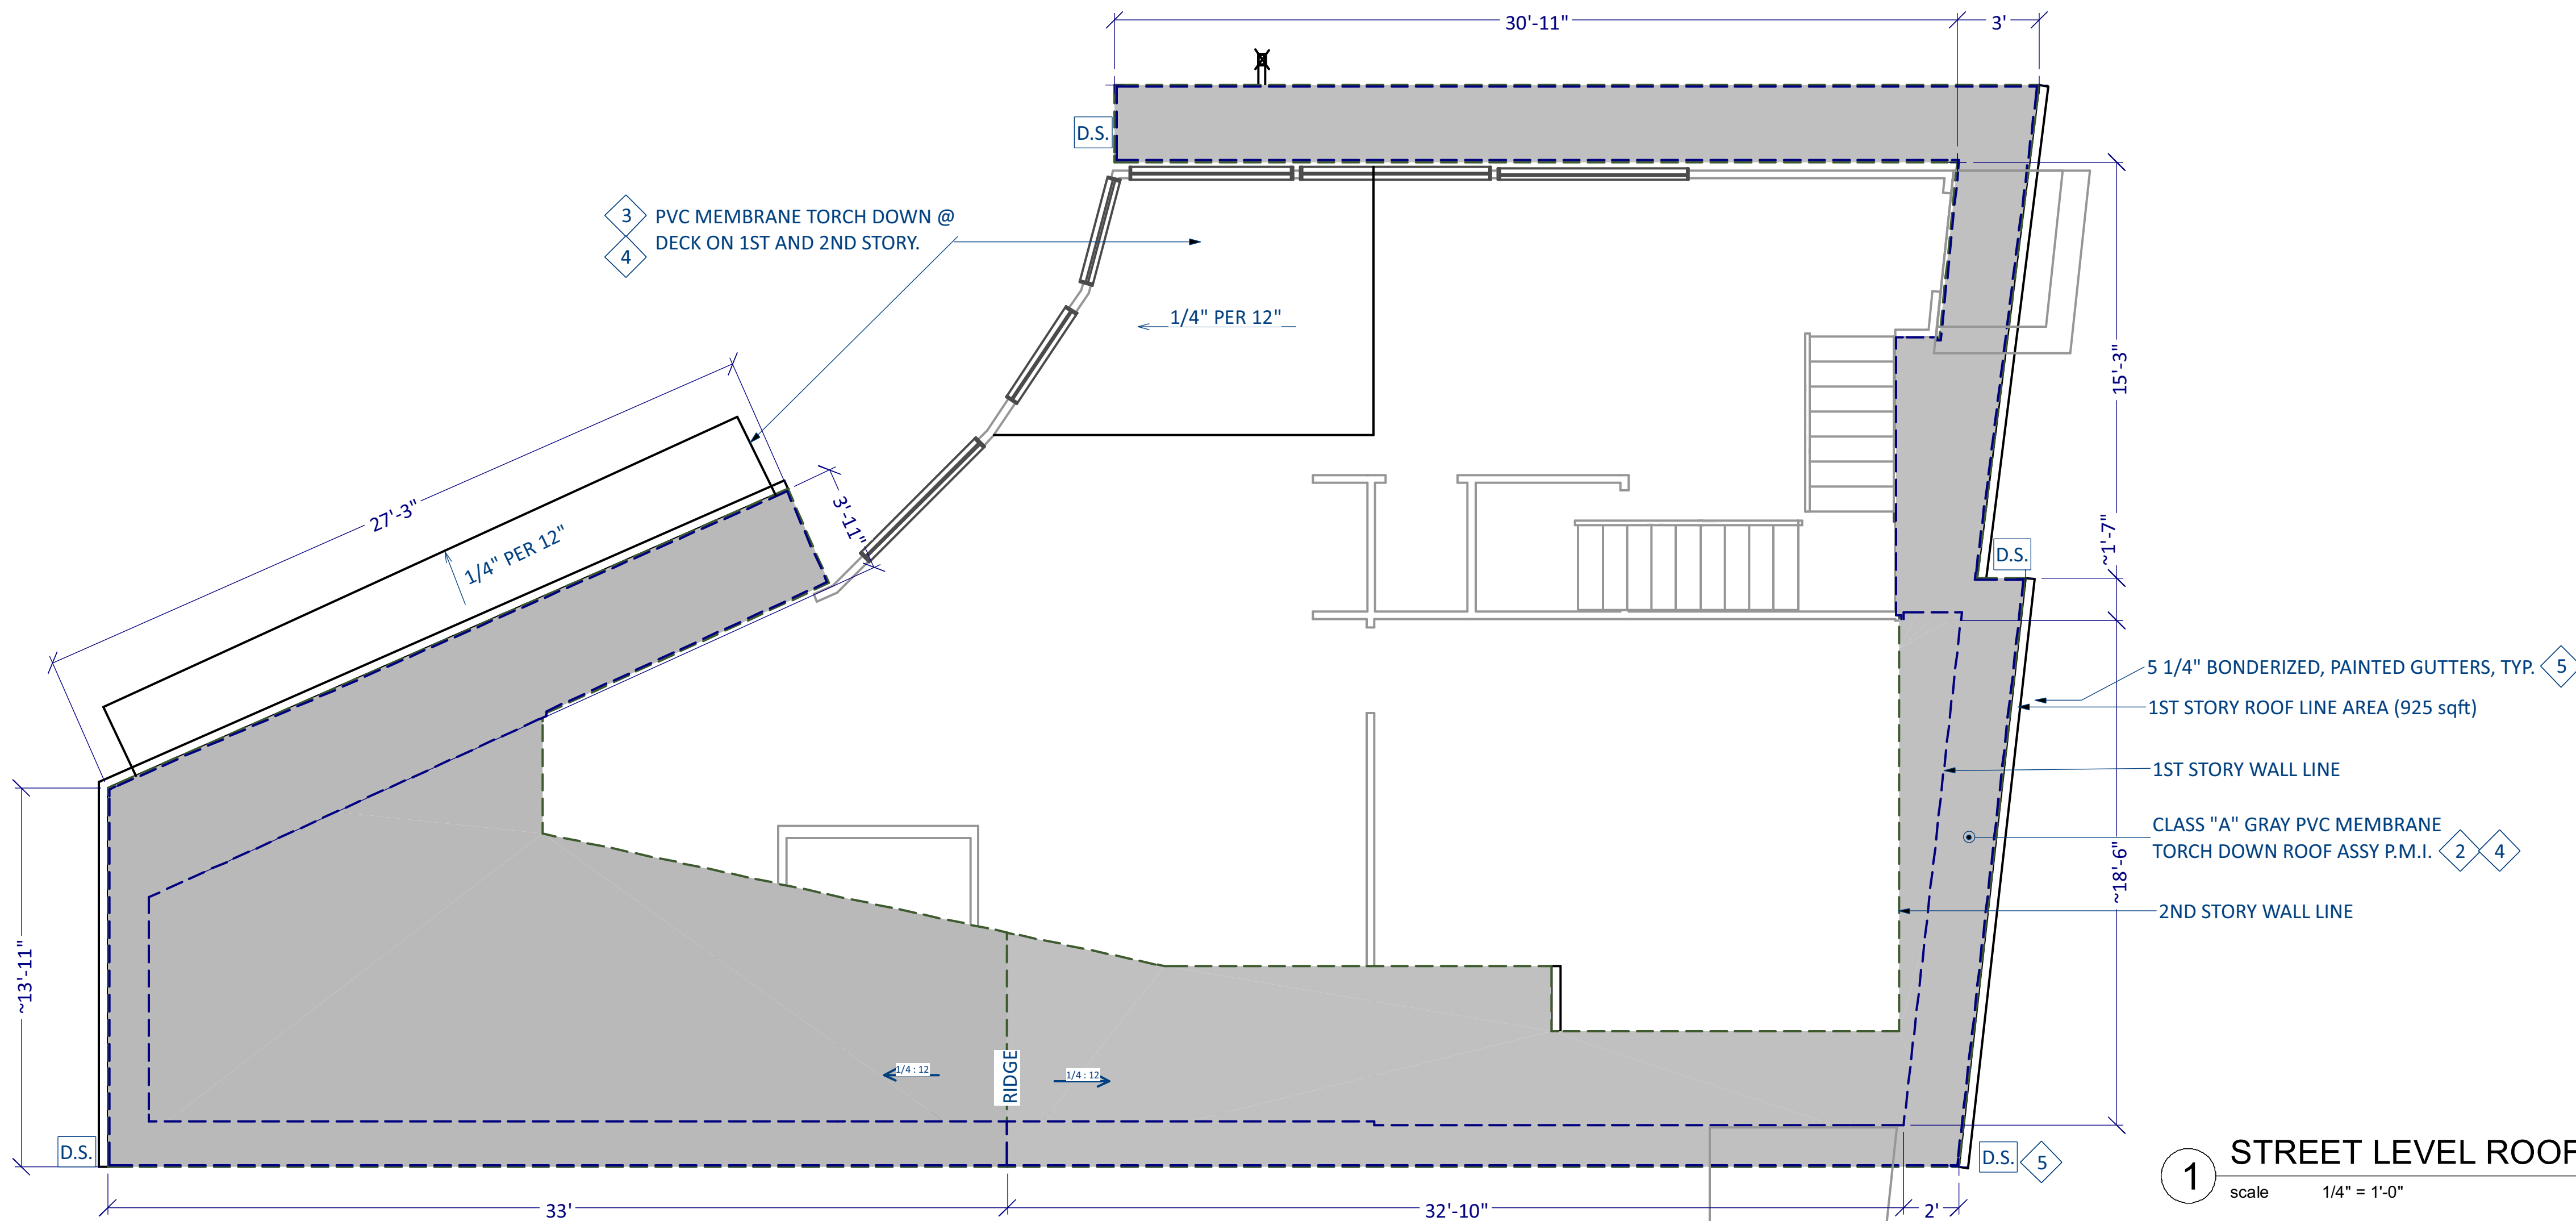 30'-11"
3'
D.S.
3
PVC MEMBRANE TORCH DOWN @
DECK ON 1ST AND 2ND STORY.
4
1/4" PER 12"
15'-3"
27'-3"
3'-11"
1/4" PER 12"
~1'-7"
D.S.
5 1/4" BONDERIZED, PAINTED GUTTERS, TYP.
5
1ST STORY ROOF LINE AREA (925 sqft)
1ST STORY WALL LINE
CLASS "A" GRAY PVC MEMBRANE
TORCH DOWN ROOF ASSY P.M.I.
2
4
~18'-6"
2ND STORY WALL LINE
~13'-11"
1/4 : 12
RIDGE
1/4 : 12
D.S.
D.S.
5
1
STREET LEVEL ROOF
scale 1/4" = 1'-0"
33'
32'-10"
2'